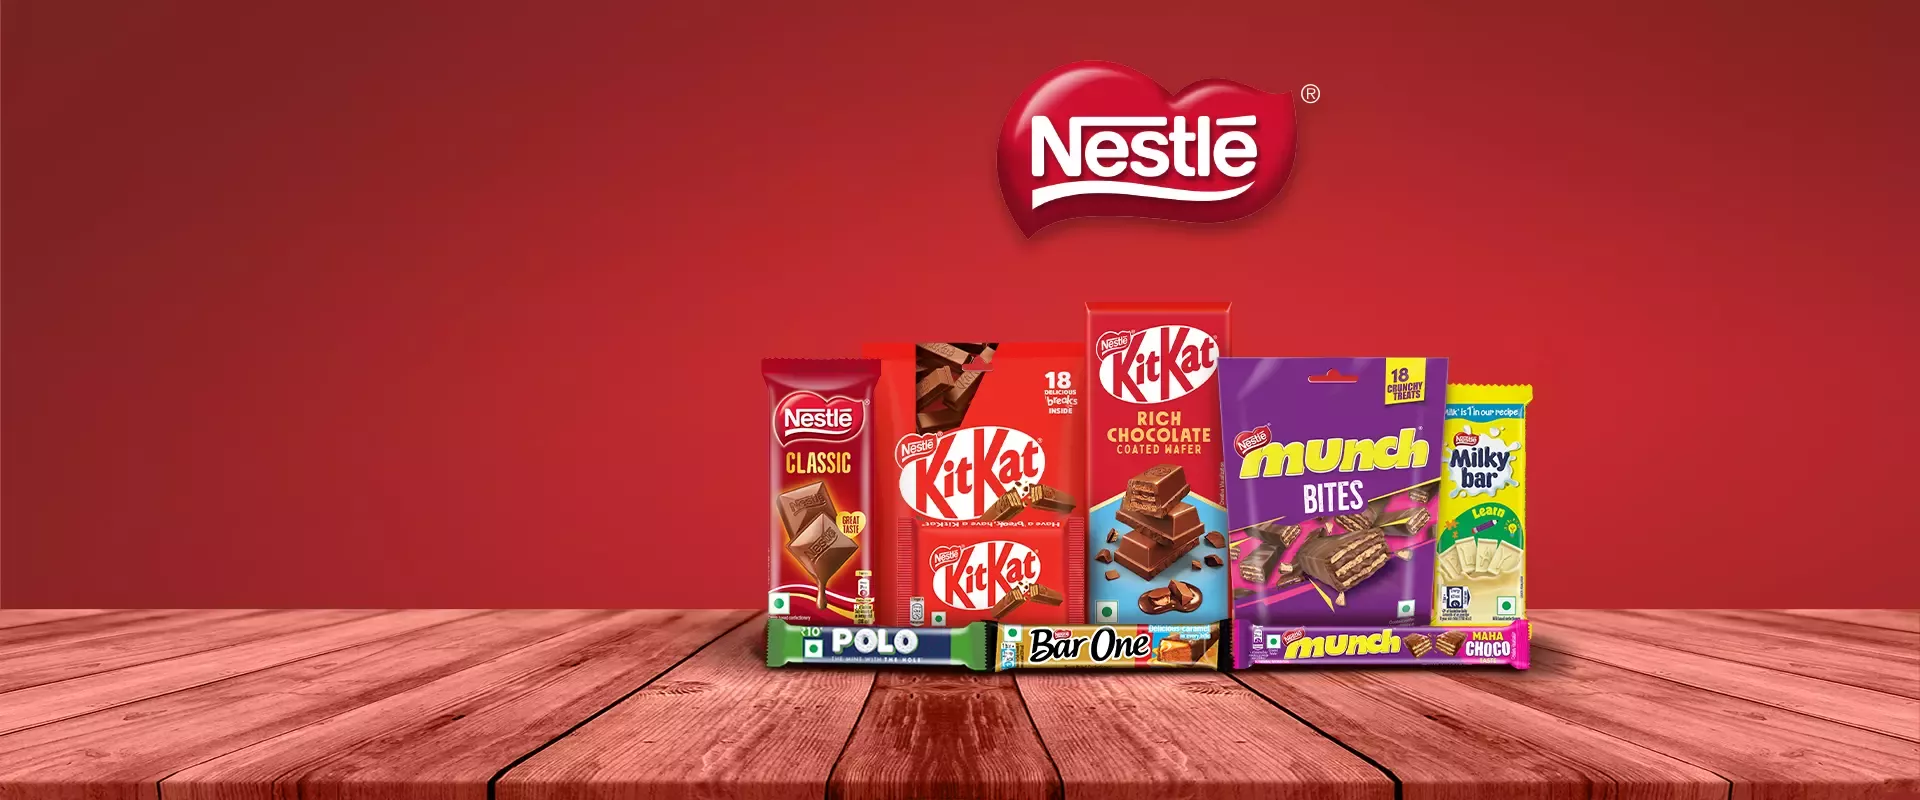 Nestlé ®
Nestlé
CLASSIC
GREAT
TASTE
18
DELICIOUS
'breaks
INSIDE
Nestlé
KitKat
Have a break, have a KitKat.
Nestlé
KitKat
Nestlé
KitKat
RICH
CHOCOLATE
COATED WAFER
18
CRUNCHY
TREATS
Nestlé
munch
BITES
Milk' is 1 in our recipe
Nestlé
Milky
bar
Learn
₹10
POLO
THE MINT WITH THE HOLE
Nestlé
Bar One
Delicious-caramel
Nestlé
munch
MAHA
CHOCO
TASTE